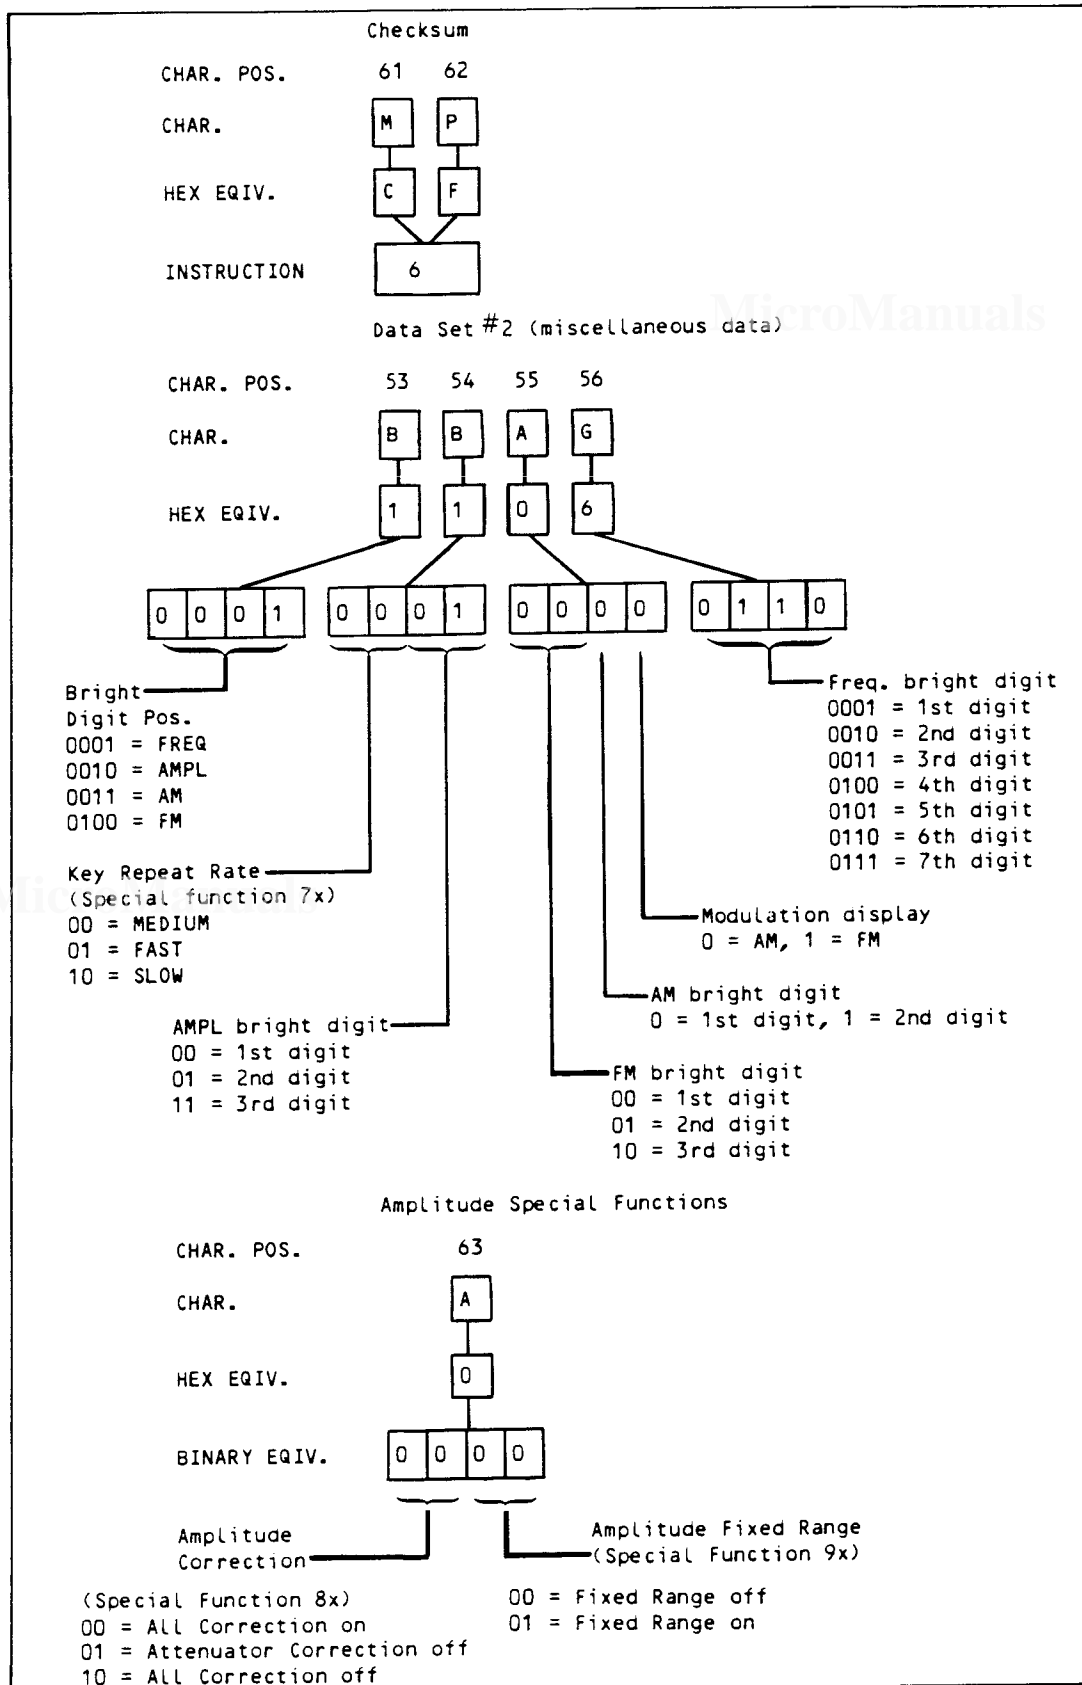 Checksum
CHAR. POS. 61 62
CHAR. M P
HEX EQIV. C F
INSTRUCTION 6
MicroManuals
Data Set #2 (miscellaneous data)
CHAR. POS. 53 54 55 56
CHAR. B B A G
HEX EQIV. 1 1 0 6
0 0 0 1 0 0 0 1 0 0 0 0 0 1 1 0
Bright
Digit Pos.
0001 = FREQ
0010 = AMPL
0011 = AM
0100 = FM
Freq. bright digit
0001 = 1st digit
0010 = 2nd digit
0011 = 3rd digit
0100 = 4th digit
0101 = 5th digit
0110 = 6th digit
0111 = 7th digit
Key Repeat Rate
(Special function 7x)
00 = MEDIUM
01 = FAST
10 = SLOW
MicroManuals
Modulation display
0 = AM, 1 = FM
AM bright digit
0 = 1st digit, 1 = 2nd digit
AMPL bright digit
00 = 1st digit
01 = 2nd digit
11 = 3rd digit
FM bright digit
00 = 1st digit
01 = 2nd digit
10 = 3rd digit
Amplitude Special Functions
CHAR. POS. 63
CHAR. A
HEX EQIV. 0
BINARY EQIV. 0 0 0 0
Amplitude
Correction
(Special Function 8x)
00 = All Correction on
01 = Attenuator Correction off
10 = All Correction off
Amplitude Fixed Range
(Special Function 9x)
00 = Fixed Range off
01 = Fixed Range on